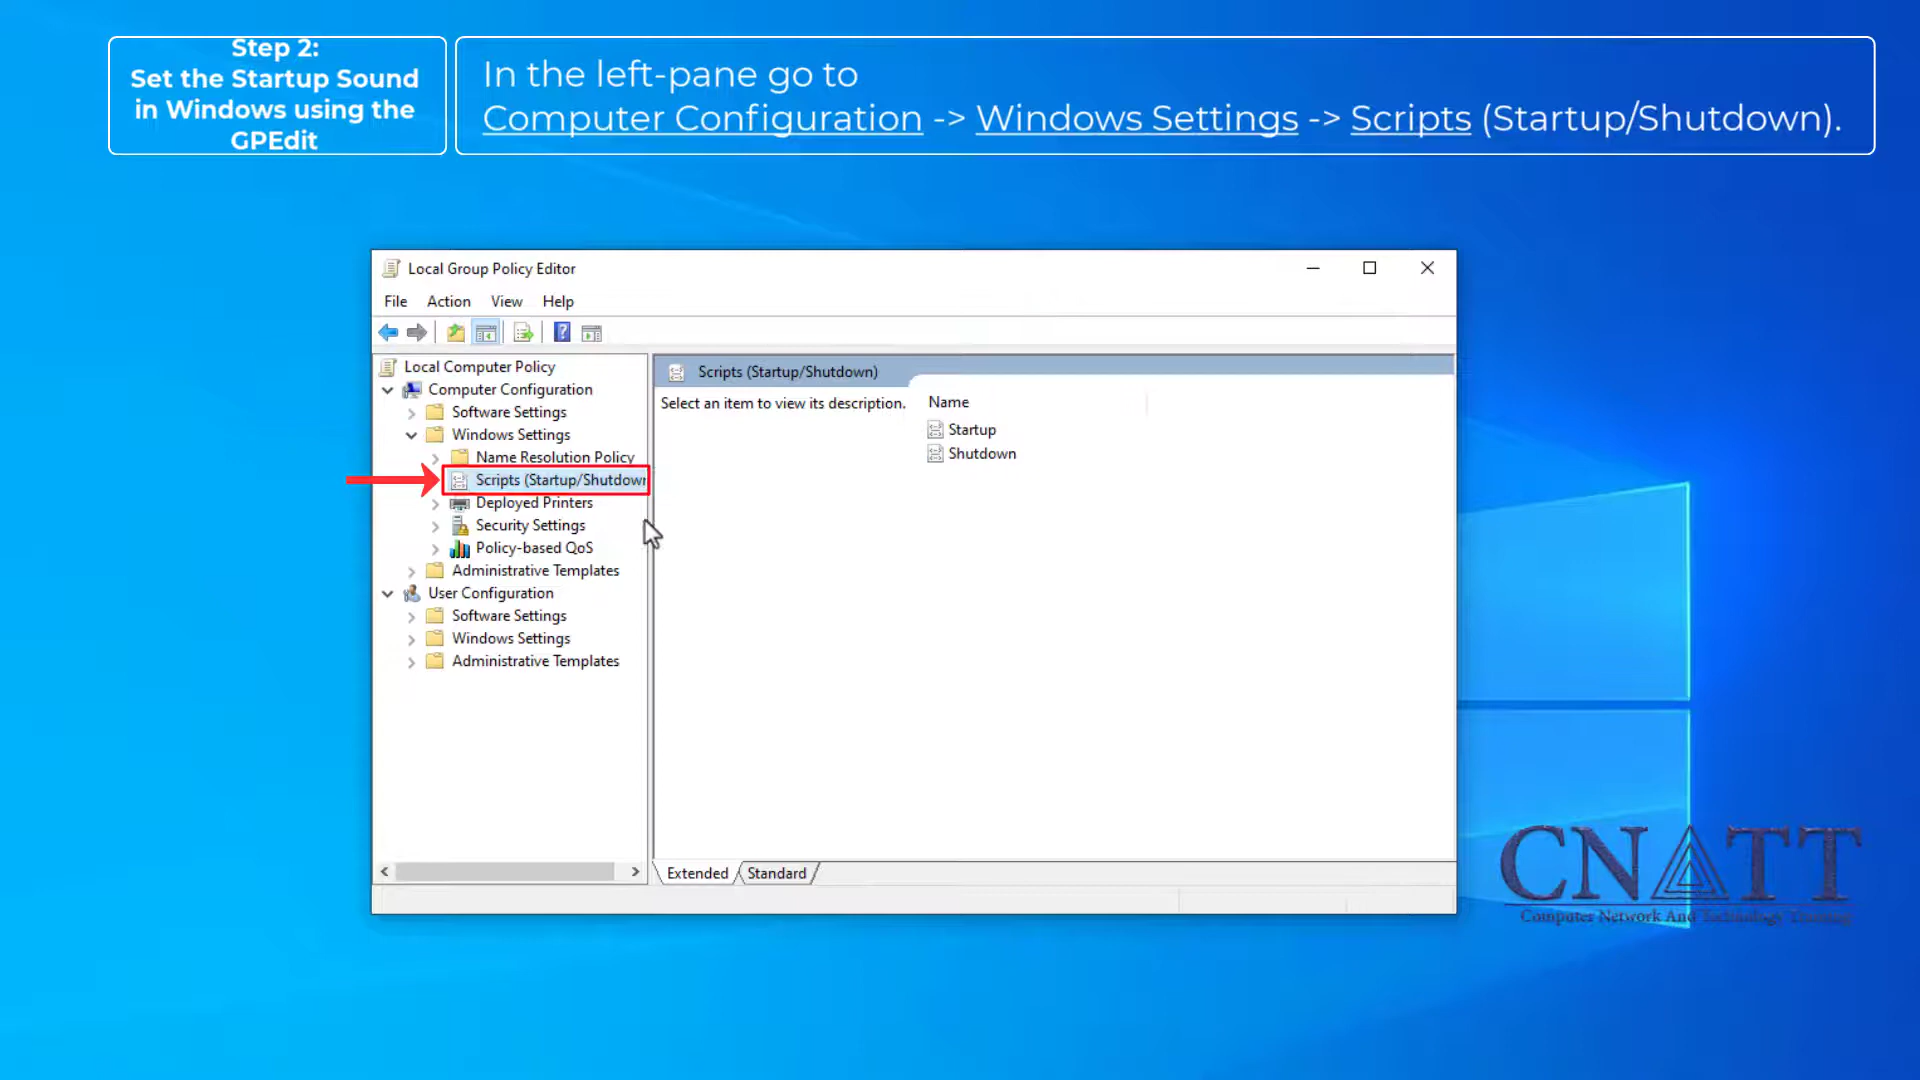 Step 2:
Set the Startup Sound
in Windows using the
GPEdit
In the left-pane go to
Computer Configuration -> Windows Settings -> Scripts (Startup/Shutdown).
Local Group Policy Editor
File Action View Help
Local Computer Policy
Computer Configuration
Software Settings
Windows Settings
Name Resolution Policy
Scripts (Startup/Shutdown
Deployed Printers
Security Settings
Policy-based QoS
Administrative Templates
User Configuration
Software Settings
Windows Settings
Administrative Templates
Scripts (Startup/Shutdown)
Select an item to view its description.
Name
Startup
Shutdown
Extended Standard
CNATT
Computer Network And Technology Training